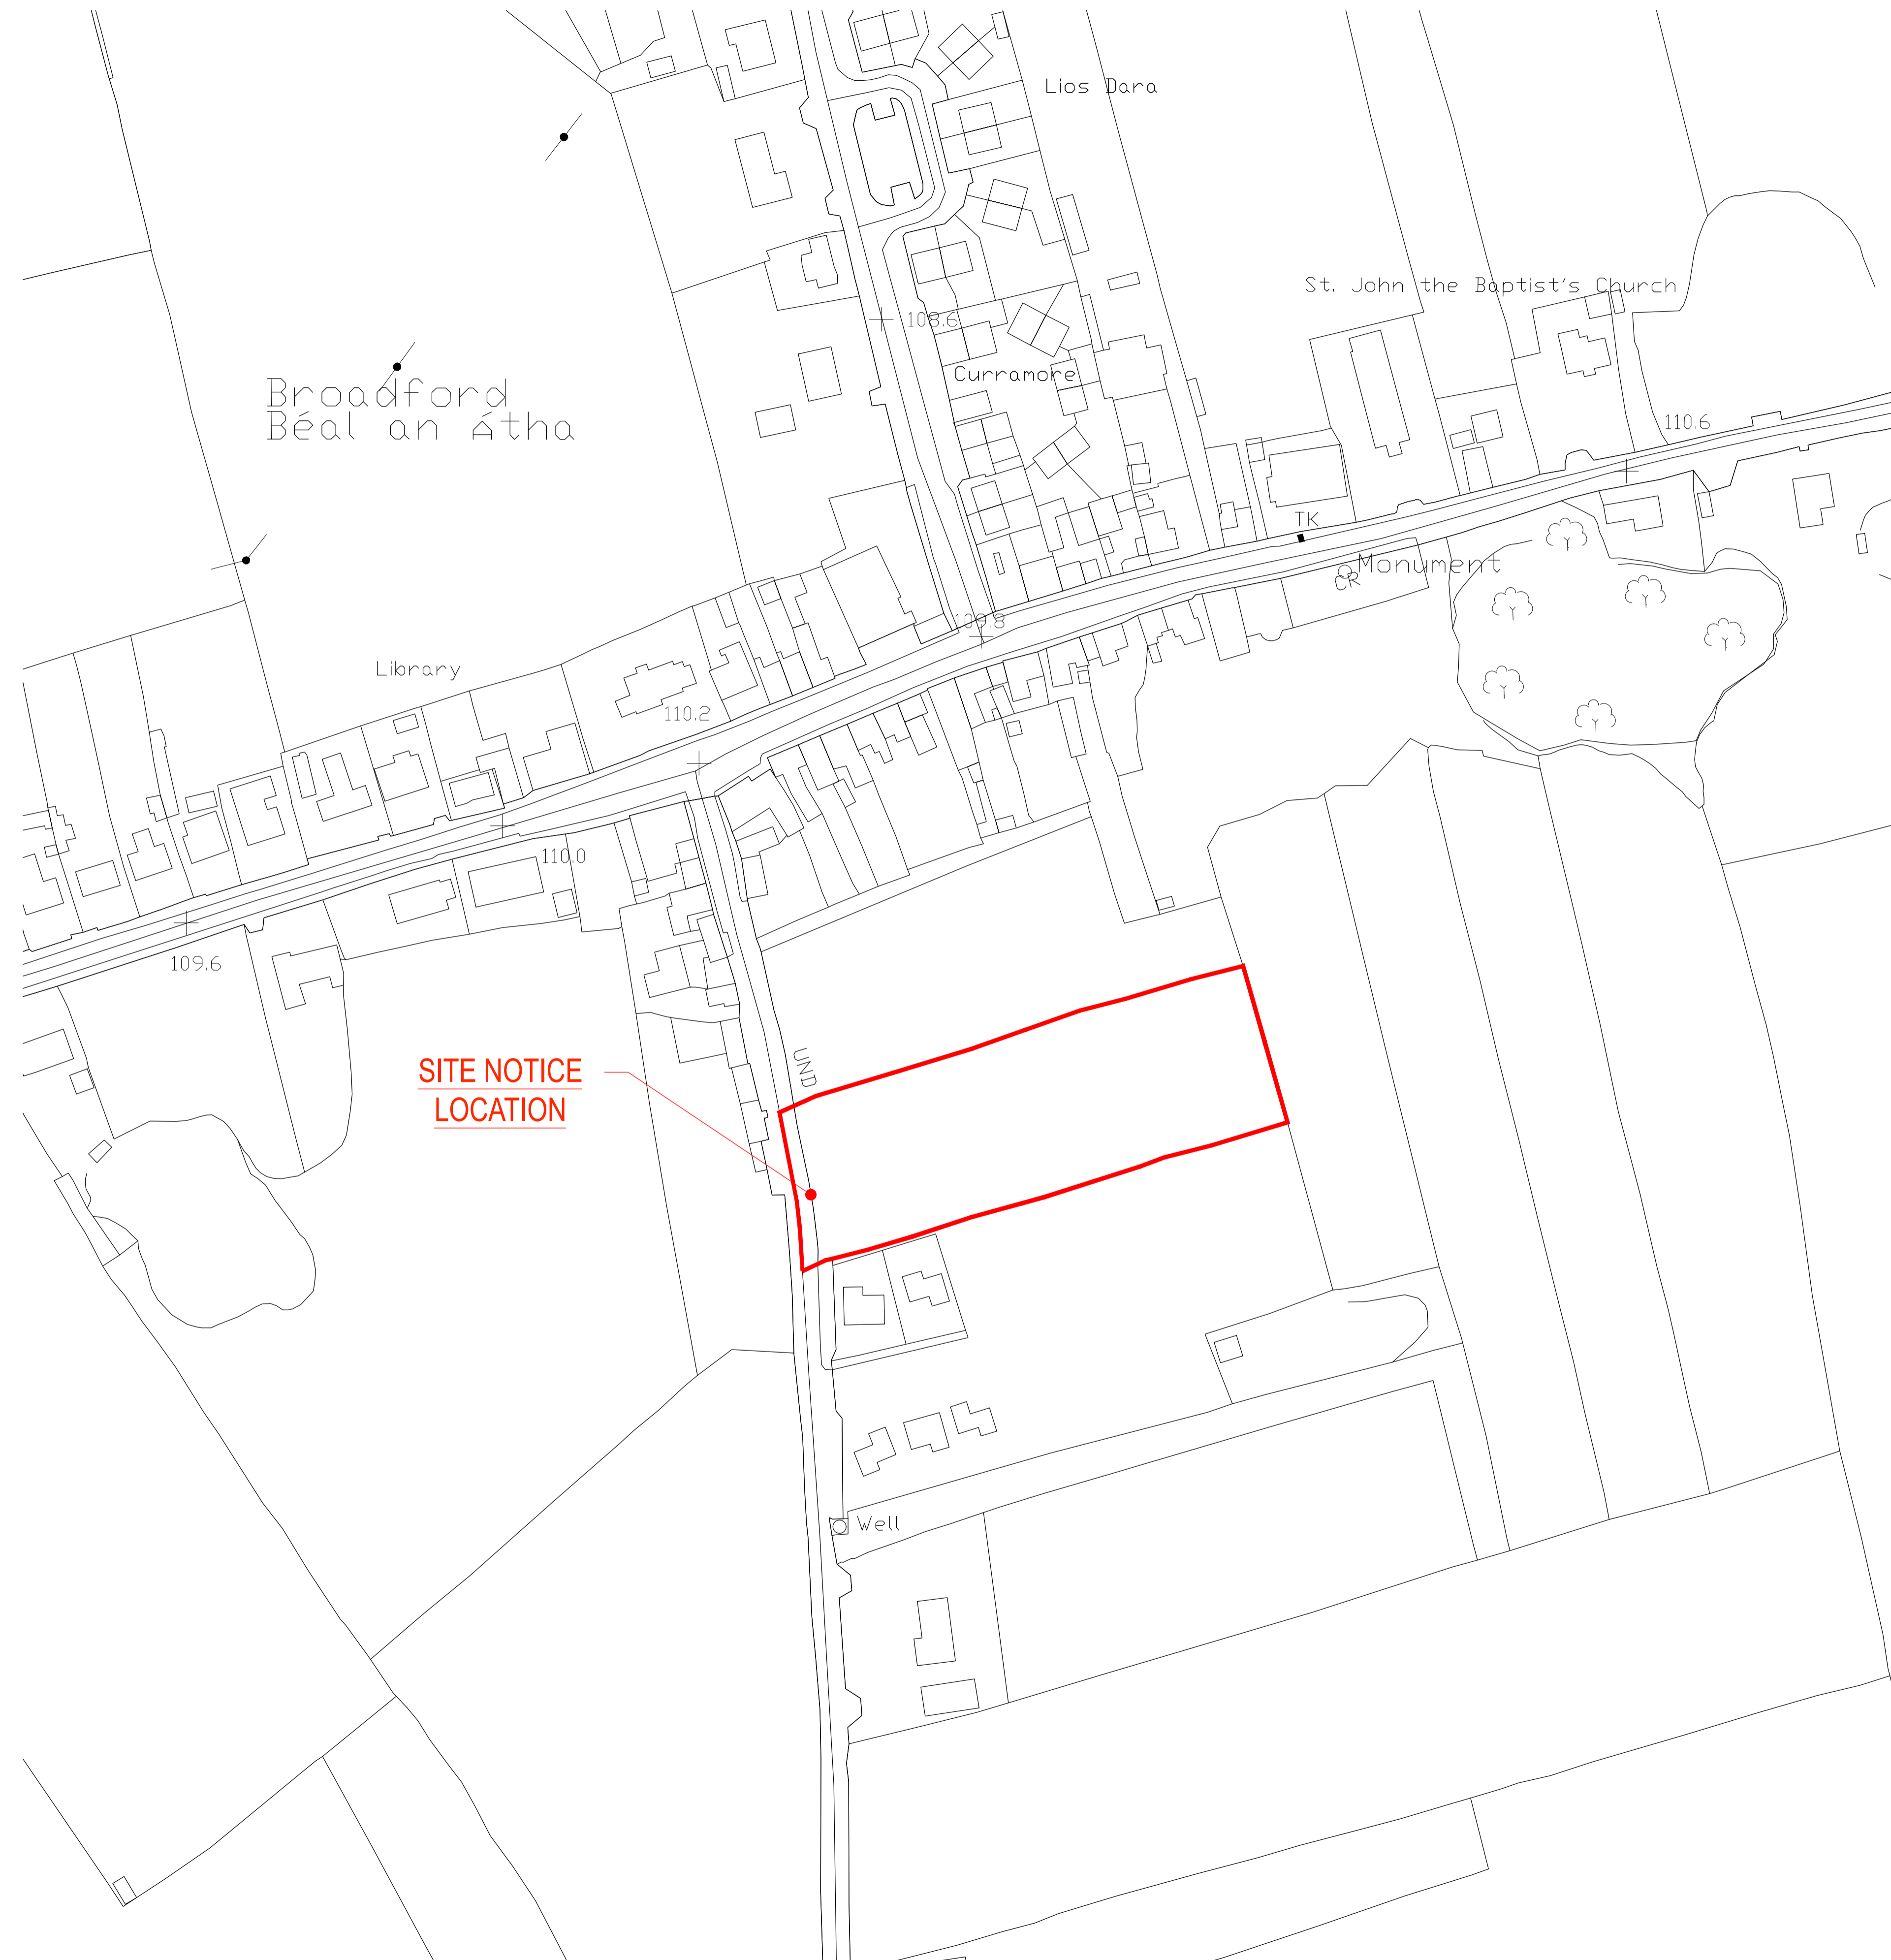 Lios Dara
St. John the Baptist's Church
108.6
Curramore
Broadford
Béal an Átha
110.6
TK
Monument
CR
109.8
Library
110.2
110.0
109.6
UND
SITE NOTICE
LOCATION
Well